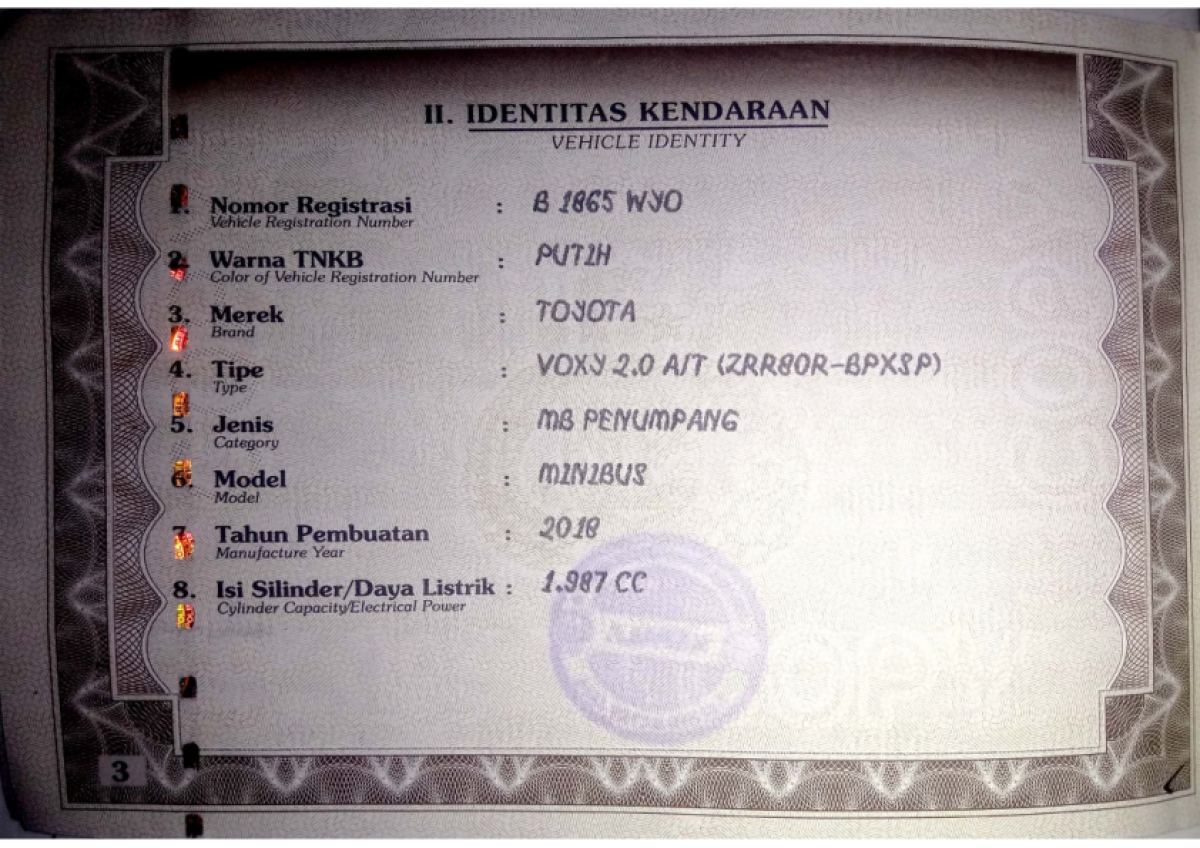 II. IDENTITAS KENDARAAN
VEHICLE IDENTITY
1. Nomor Registrasi : B 1865 WYO
Vehicle Registration Number
2. Warna TNKB : PUTIH
Color of Vehicle Registration Number
3. Merek : TOYOTA
Brand
4. Tipe : VOXY 2.0 A/T (ZRR80R-BPXSP)
Type
5. Jenis : MB PENUMPANG
Category
6. Model : MINIBUS
Model
7. Tahun Pembuatan : 2018
Manufacture Year
8. Isi Silinder/Daya Listrik : 1.987 CC
Cylinder Capacity/Electrical Power
3